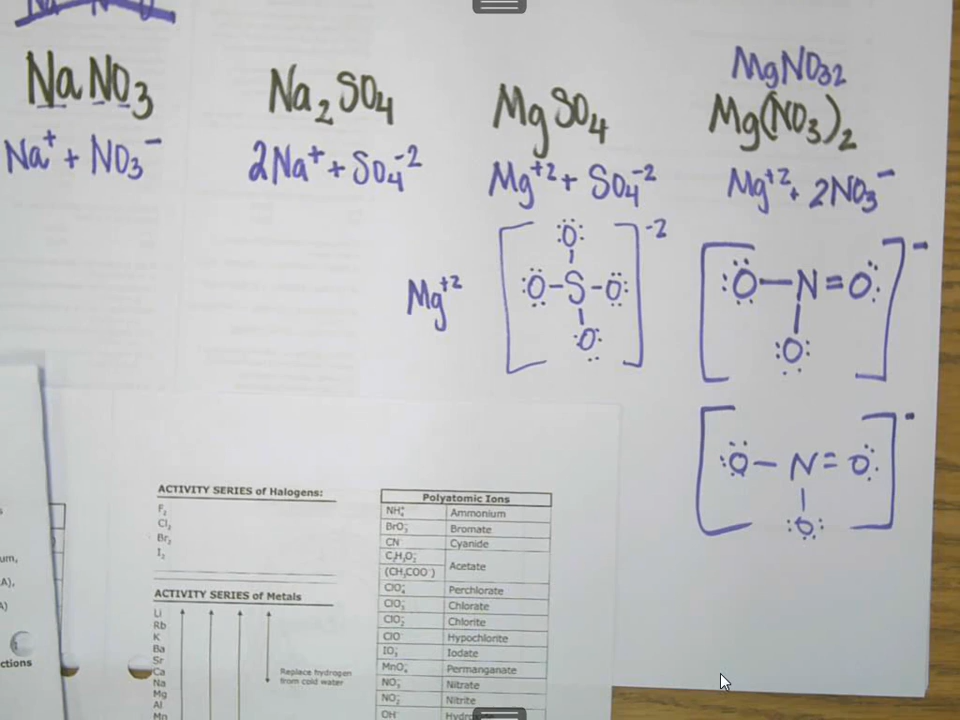 NaNO3
Na+ + NO3-
Na2SO4
2Na+ + SO4-2
MgSO4
Mg+2 + SO4-2
MgNO32
Mg(NO3)2
Mg+2 + 2NO3-
Mg+2
[ O S O O O ] -2
[ O - N = O O ] -
[ O - N = O O ] -
ACTIVITY SERIES of Halogens:
F2
Cl2
Br2
I2
ACTIVITY SERIES of Metals
Li
Rb
K
Ba
Sr
Ca
Na
Mg
Al
Mn
Replace hydrogen
from cold water
Polyatomic Ions
NH4+ Ammonium
BrO3- Bromate
CN- Cyanide
C2H3O2-
(CH3COO-) Acetate
ClO4- Perchlorate
ClO3- Chlorate
ClO2- Chlorite
ClO- Hypochlorite
IO3- Iodate
MnO4- Permanganate
NO3- Nitrate
NO2- Nitrite
OH-
um,
A),
A)
ctions